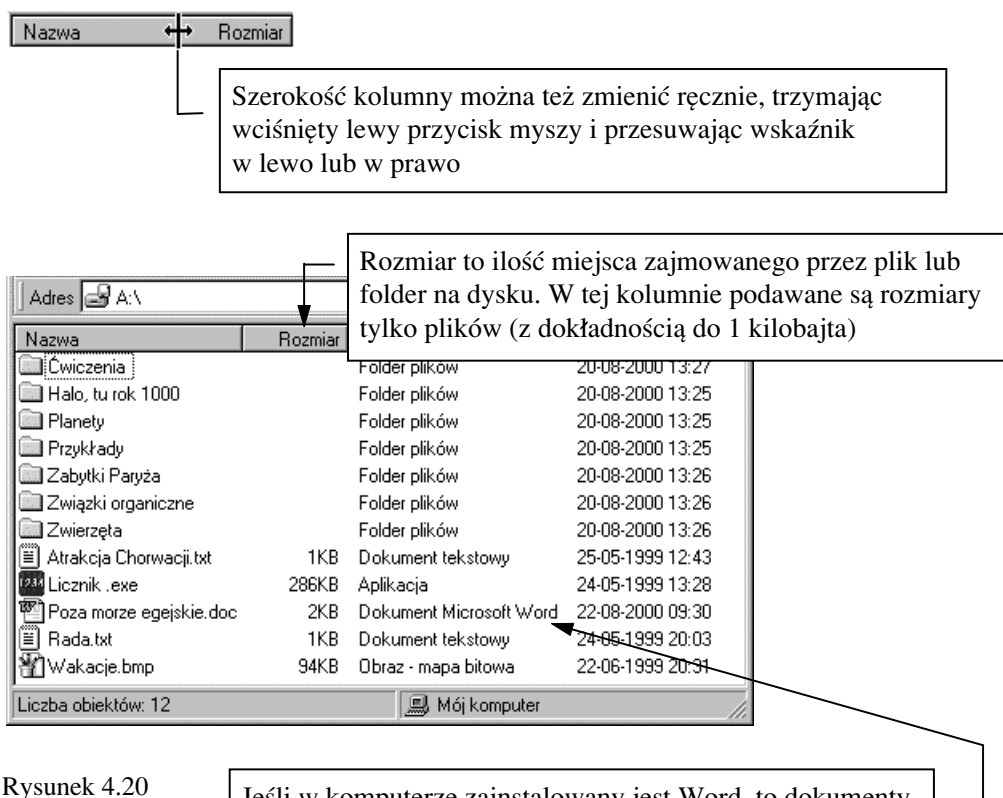 Nazwa Rozmiar
Szerokość kolumny można też zmienić ręcznie, trzymając
wciśnięty lewy przycisk myszy i przesuwając wskaźnik
w lewo lub w prawo
Rozmiar to ilość miejsca zajmowanego przez plik lub
folder na dysku. W tej kolumnie podawane są rozmiary
tylko plików (z dokładnością do 1 kilobajta)
Adres A:\
Nazwa Rozmiar
Ćwiczenia Folder plików 20-08-2000 13:27
Halo, tu rok 1000 Folder plików 20-08-2000 13:25
Planety Folder plików 20-08-2000 13:25
Przykłady Folder plików 20-08-2000 13:25
Zabytki Paryża Folder plików 20-08-2000 13:26
Związki organiczne Folder plików 20-08-2000 13:26
Zwierzęta Folder plików 20-08-2000 13:26
Atrakcja Chorwacji.txt 1KB Dokument tekstowy 25-05-1999 12:43
Licznik .exe 286KB Aplikacja 24-05-1999 13:28
Poza morze egejskie.doc 2KB Dokument Microsoft Word 22-08-2000 09:30
Rada.txt 1KB Dokument tekstowy 24-05-1999 20:03
Wakacje.bmp 94KB Obraz - mapa bitowa 22-06-1999 20:31
Liczba obiektów: 12 Mój komputer
Rysunek 4.20
Jeśli w komputerze zainstalowany jest Word, to dokumenty